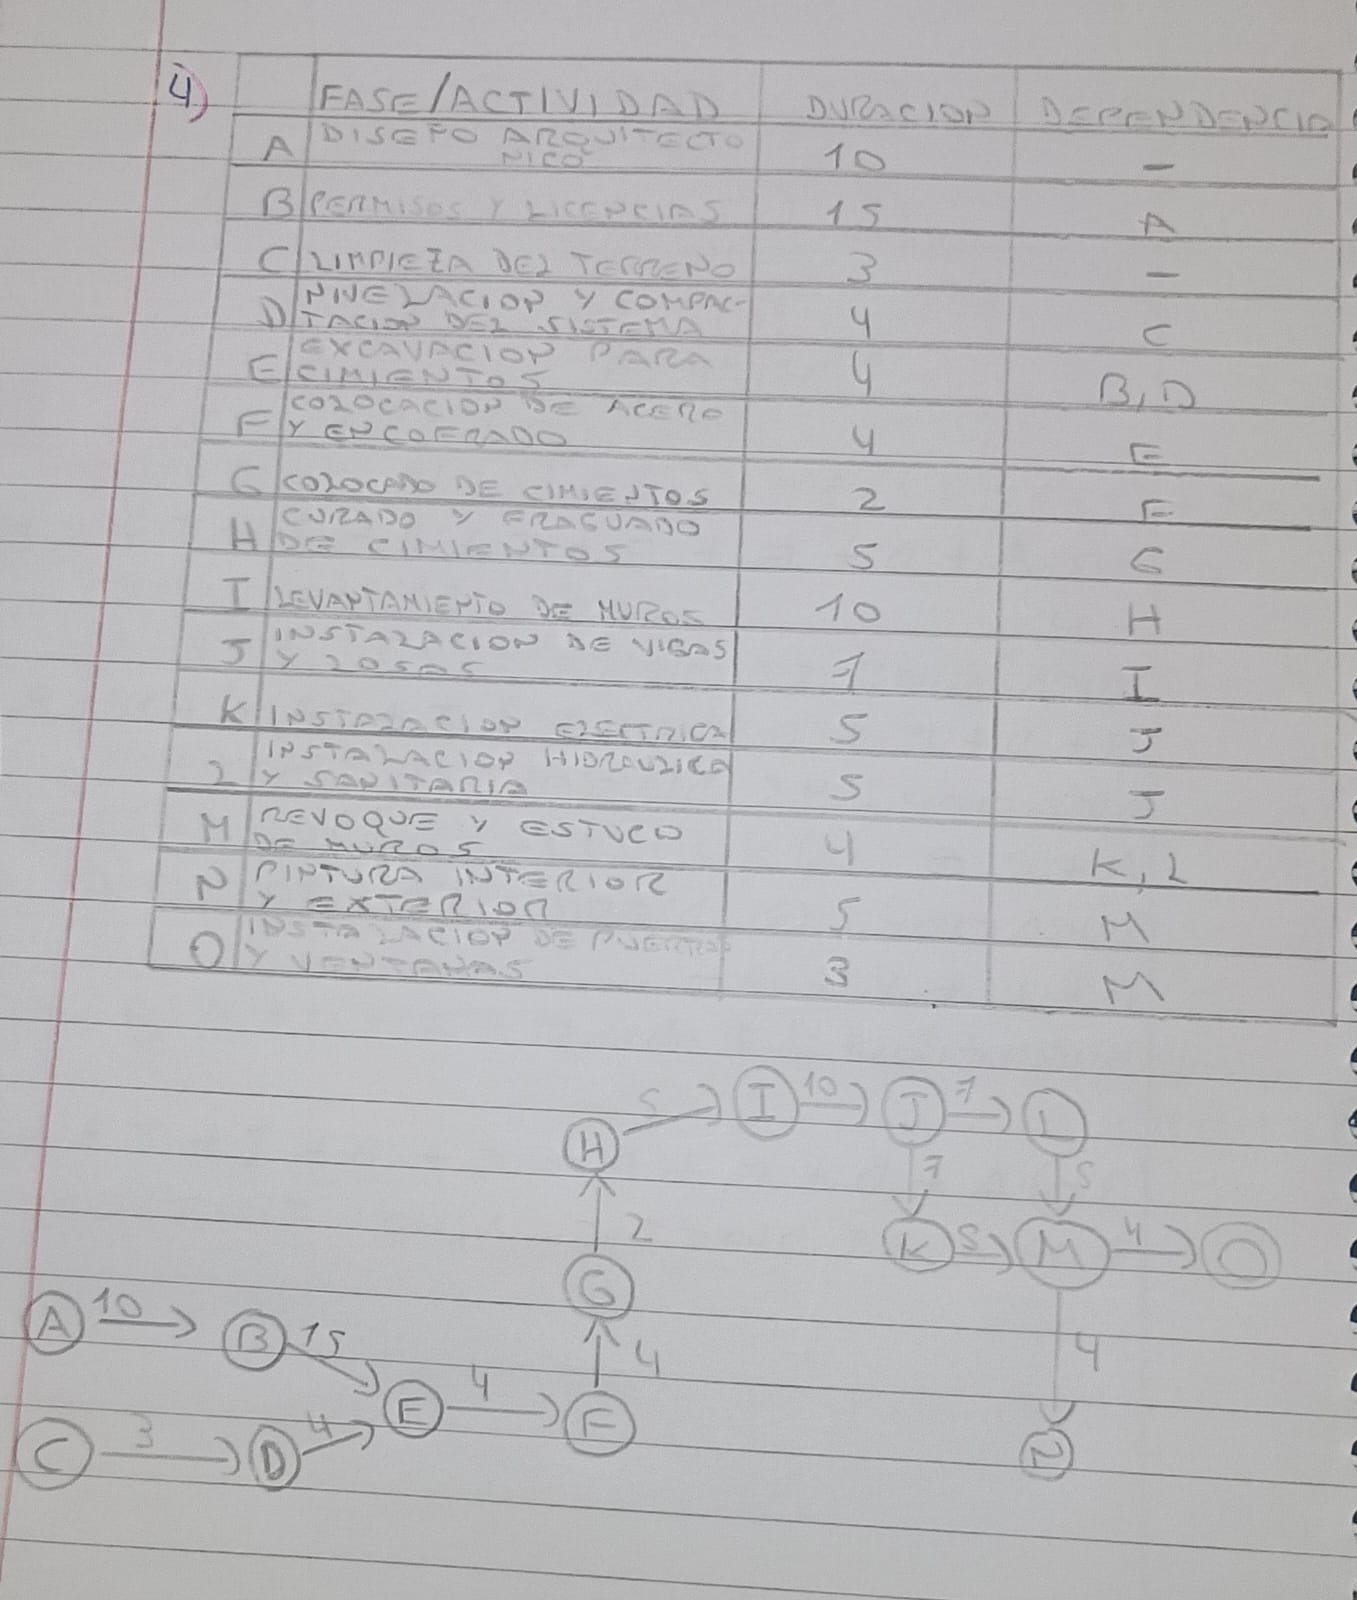 4)
FASE/ACTIVIDAD DURACION DEPENDENCIA
A DISEÑO ARQUITECTO
NICO 10 -
B PERMISOS Y LICENCIAS 15 A
C LIMPIEZA DEL TERRENO 3 -
NIVELACION Y COMPAC-
D TACION DEL SISTEMA 4 C
EXCAVACION PARA
E CIMIENTOS 4 B, D
COLOCACION DE ACERO
F Y ENCOFRADO 4 E
G COLOCADO DE CIMIENTOS 2 F
CURADO Y FRAGUADO
H DE CIMIENTOS 5 G
I LEVANTAMIENTO DE MUROS 10 H
INSTALACION DE VIGAS
J Y LOSAS 7 I
K INSTALACION ELECTRICA 5 J
INSTALACION HIDRAULICA
L Y SANITARIA 5 J
REVOQUE Y ESTUCO
M DE MUROS 4 K, L
PINTURA INTERIOR
N Y EXTERIOR 5 M
INSTALACION DE PUERTAS
O Y VENTANAS 3 M
H 5 I 10 J 7 L
7 5
2
K 5 M 4 O
G
A 10 B 15
4 4
E 4 F
C 3 D 4
N